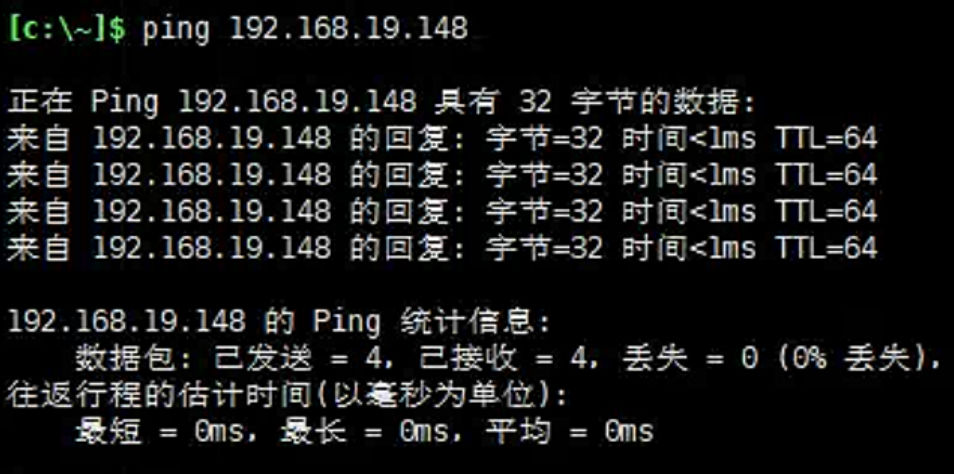 [c:\~]$ ping 192.168.19.148
正在 Ping 192.168.19.148 具有 32 字节的数据:
来自 192.168.19.148 的回复: 字节=32 时间<1ms TTL=64
来自 192.168.19.148 的回复: 字节=32 时间<1ms TTL=64
来自 192.168.19.148 的回复: 字节=32 时间<1ms TTL=64
来自 192.168.19.148 的回复: 字节=32 时间<1ms TTL=64
192.168.19.148 的 Ping 统计信息:
数据包: 已发送 = 4, 已接收 = 4, 丢失 = 0 (0% 丢失),
往返行程的估计时间(以毫秒为单位):
最短 = 0ms, 最长 = 0ms, 平均 = 0ms